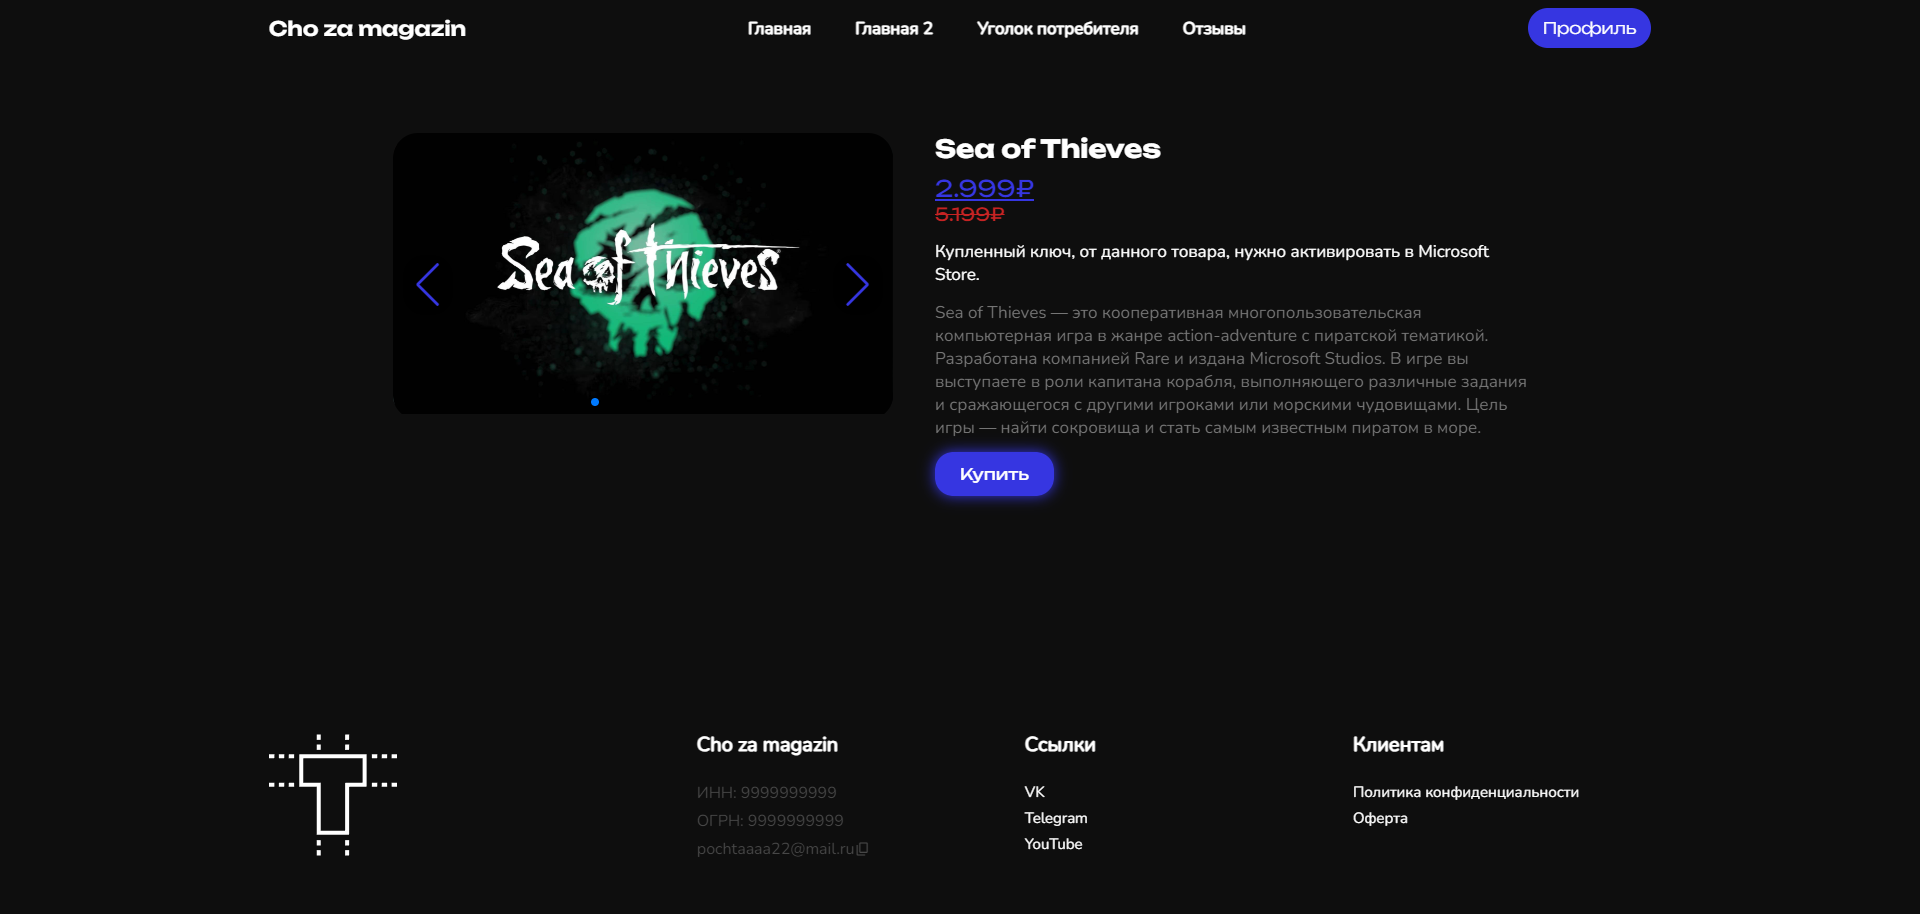 Cho za magazin
Главная
Главная 2
Уголок потребителя
Отзывы
Профиль
Sea of Thieves
Sea of Thieves
2.999₽
5.199₽
Купленный ключ, от данного товара, нужно активировать в Microsoft
Store.
Sea of Thieves — это кооперативная многопользовательская
компьютерная игра в жанре action-adventure с пиратской тематикой.
Разработана компанией Rare и издана Microsoft Studios. В игре вы
выступаете в роли капитана корабля, выполняющего различные задания
и сражающегося с другими игроками или морскими чудовищами. Цель
игры — найти сокровища и стать самым известным пиратом в море.
Купить
Cho za magazin
ИНН: 9999999999
ОГРН: 9999999999
pochtaaaa22@mail.ru
Ссылки
VK
Telegram
YouTube
Клиентам
Политика конфиденциальности
Оферта